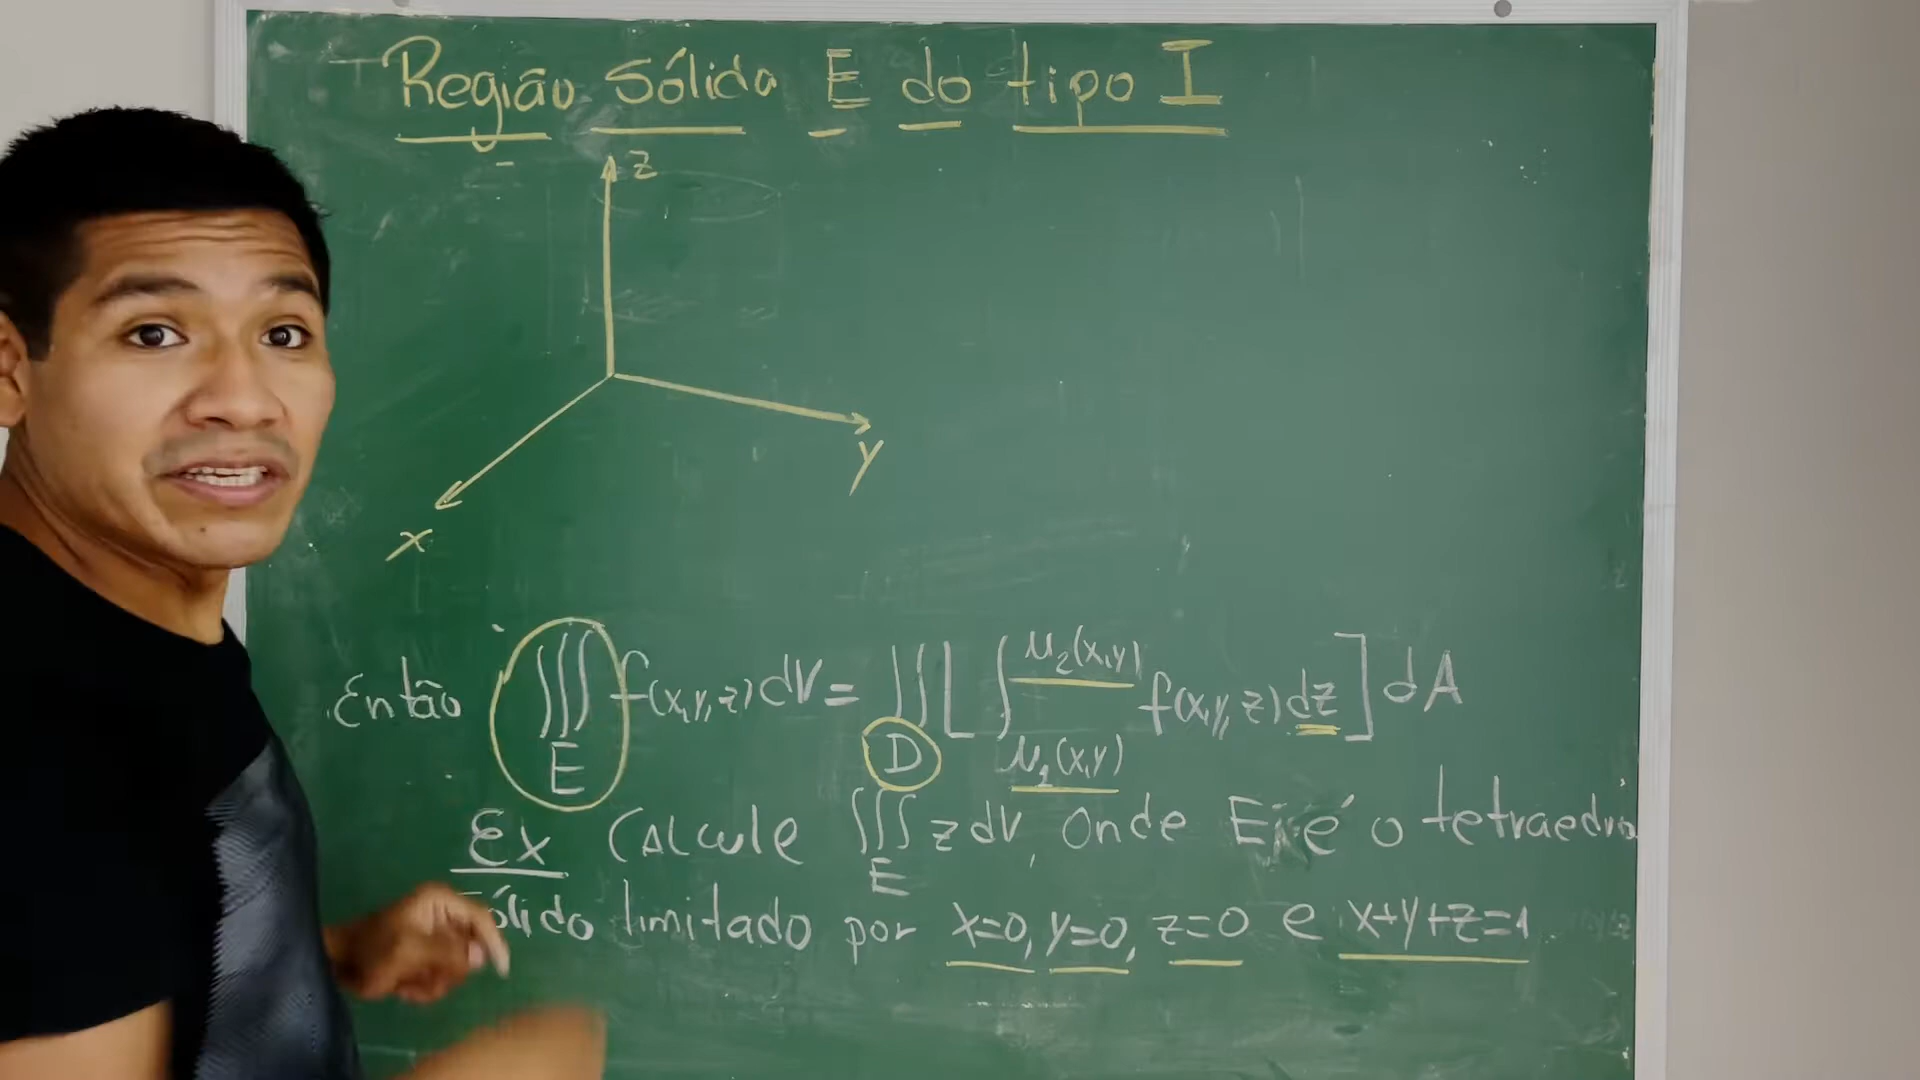 Região Sólida E do tipo I
z
y
x
Então ∭_E f(x,y,z) dV = ∬_D [ ∫_{u₁(x,y)}^{u₂(x,y)} f(x,y,z) dz ] dA
Ex Calcule ∭_E z dV, Onde E é o tetraedro
sólido limitado por x=0, y=0, z=0 e x+y+z=1